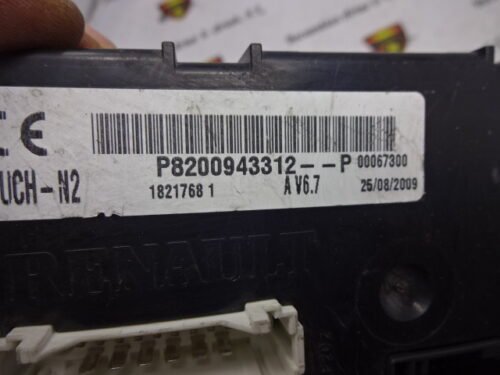 CE
UCH-N2
P8200943312--P 00067300
1821768 1 A V6.7 25/08/2009
RENAULT